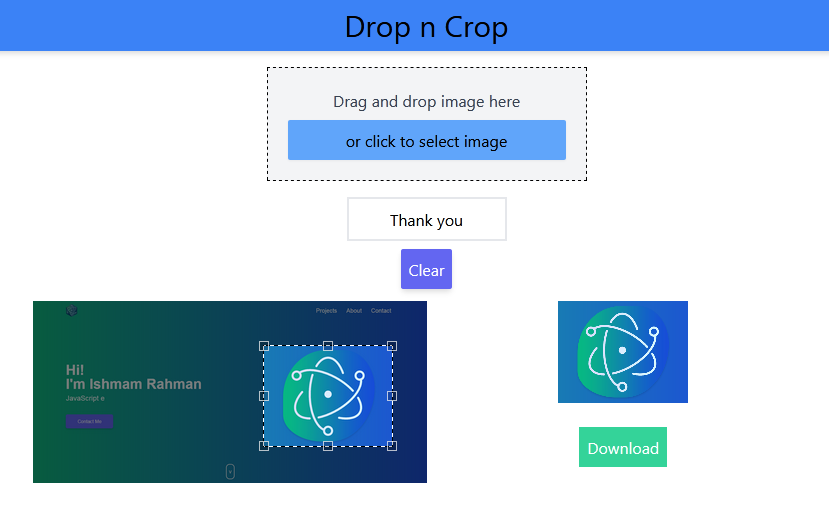 Drop n Crop
Drag and drop image here
or click to select image
Thank you
Clear
Projects About Contact
Hi!
I'm Ishmam Rahman
JavaScript e
Contact Me
Download